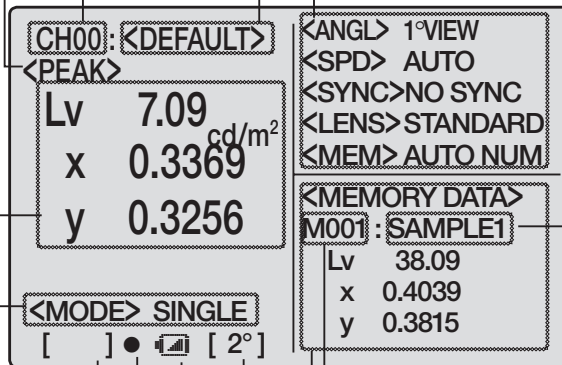 CH00 : <DEFAULT>
<PEAK>
Lv 7.09 cd/m²
x 0.3369
y 0.3256
<MODE> SINGLE
[ ] ● [ 2° ]
<ANGL> 1°VIEW
<SPD> AUTO
<SYNC>NO SYNC
<LENS>STANDARD
<MEM>AUTO NUM
<MEMORY DATA>
M001 : SAMPLE1
Lv 38.09
x 0.4039
y 0.3815